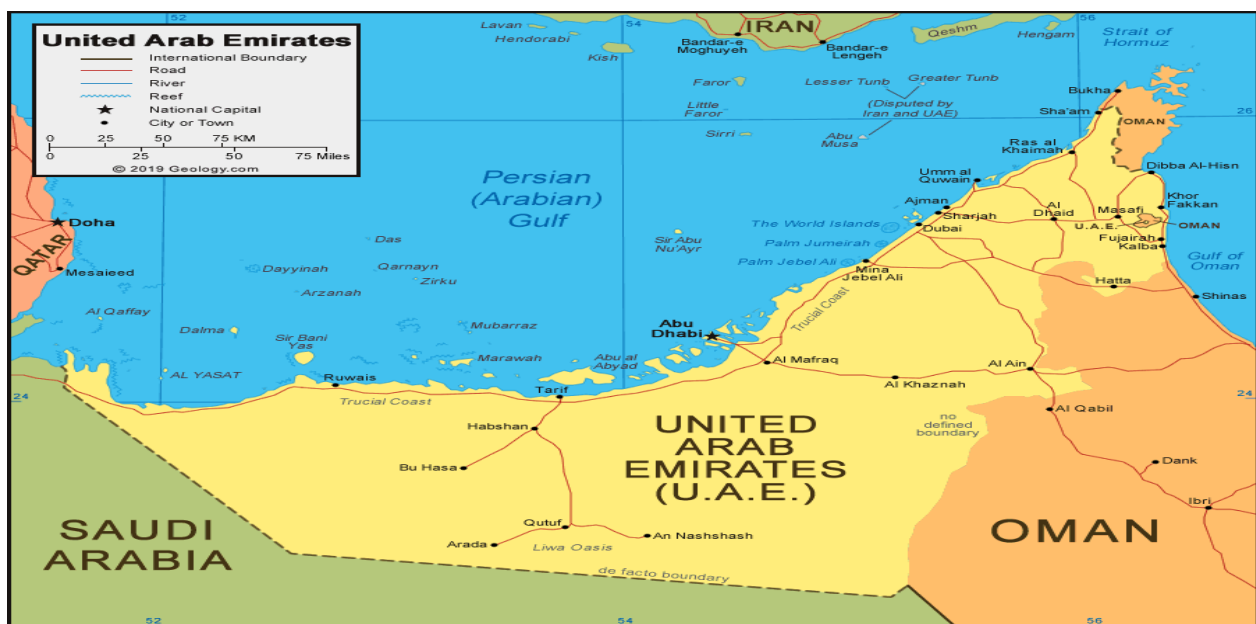 52
54
56
United Arab Emirates
International Boundary
Road
River
Reef
National Capital
City or Town
0 25 50 75 KM
0 25 50 75 Miles
© 2019 Geology.com
Lavan
Hendorabi
Kish
IRAN
Bandar-e
Moghuyeh
Bandar-e
Lengeh
Qeshm
Hengam
Strait of
Hormuz
Faror
Lesser Tunb
Greater Tunb
(Disputed by
Iran and UAE)
Little
Faror
Sirri
Abu
Musa
Bukha
Sha'am
26
OMAN
Ras al
Khaimah
Dibba Al-Hisn
Umm al
Quwain
Persian
(Arabian)
Gulf
Ajman
Sharjah
Dubai
Al
Dhaid
Masafi
Khor
Fakkan
U.A.E.
OMAN
Fujairah
Kalba
Gulf of
Oman
The World Islands
Palm Jumeirah
Palm Jebel Ali
Mina
Jebel Ali
Hatta
Shinas
Doha
QATAR
Mesaieed
Das
Sir Abu
Nu'Ayr
Dayyinah
Qarnayn
Zirku
Arzanah
Al Qaffay
Dalma
Sir Bani
Yas
Mubarraz
Marawah
Abu al
Abyad
Abu
Dhabi
Trucial Coast
AL YASAT
Ruwais
Tarif
Al Mafraq
Al Khaznah
Al Ain
24
Trucial Coast
24
Al Qabil
no
defined
boundary
Habshan
Bu Hasa
UNITED
ARAB
EMIRATES
(U.A.E.)
Dank
Ibri
SAUDI
ARABIA
Qutuf
Arada
An Nashshash
Liwa Oasis
OMAN
de facto boundary
52
54
56